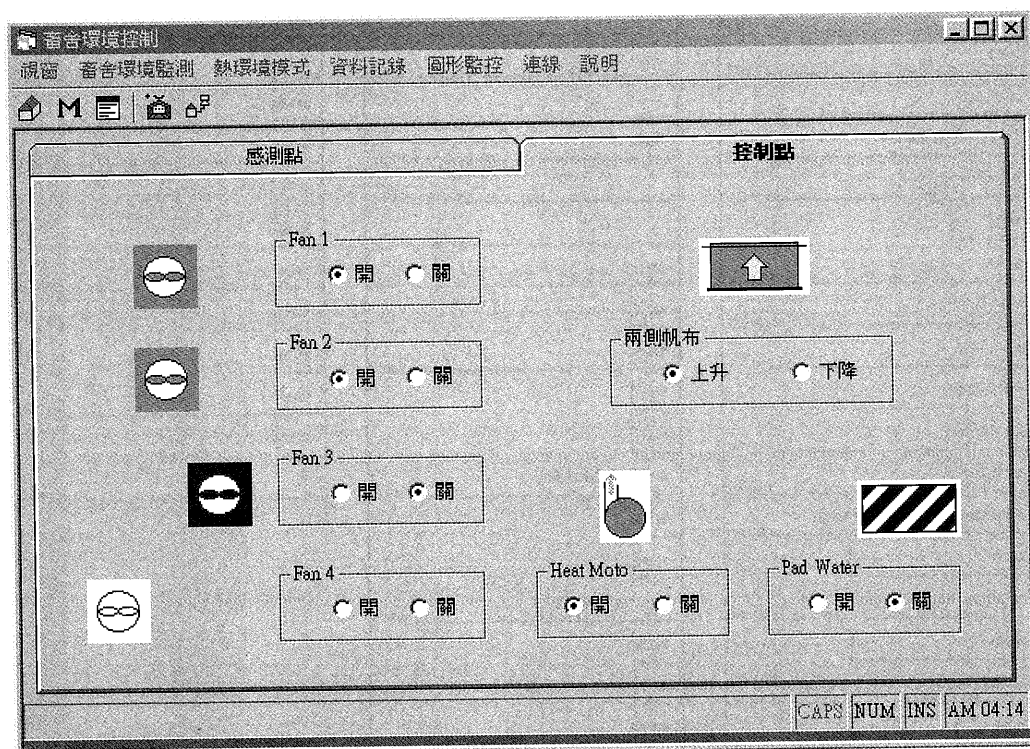 畜舍環境控制
視窗 畜舍環境監測 熱環境模式 資料記錄 圖形監控 連線 說明
M
感測點 控制點
Fan 1
開 關
Fan 2
開 關
兩側帆布
上升 下降
Fan 3
開 關
Fan 4
開 關
Heat Moto
開 關
Pad Water
開 關
CAPS NUM INS AM 04:14